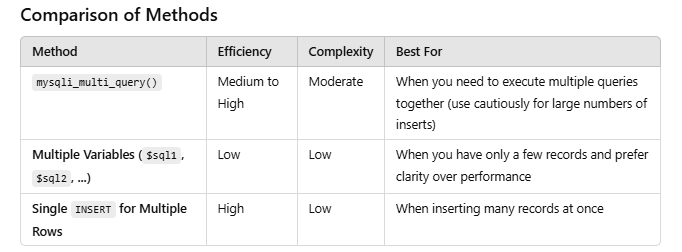 Comparison of Methods
Method Efficiency Complexity Best For
mysqli_multi_query() Medium to High Moderate When you need to execute multiple queries together (use cautiously for large numbers of inserts)
Multiple Variables ( $sql1 , $sql2 , ...) Low Low When you have only a few records and prefer clarity over performance
Single INSERT for Multiple Rows High Low When inserting many records at once